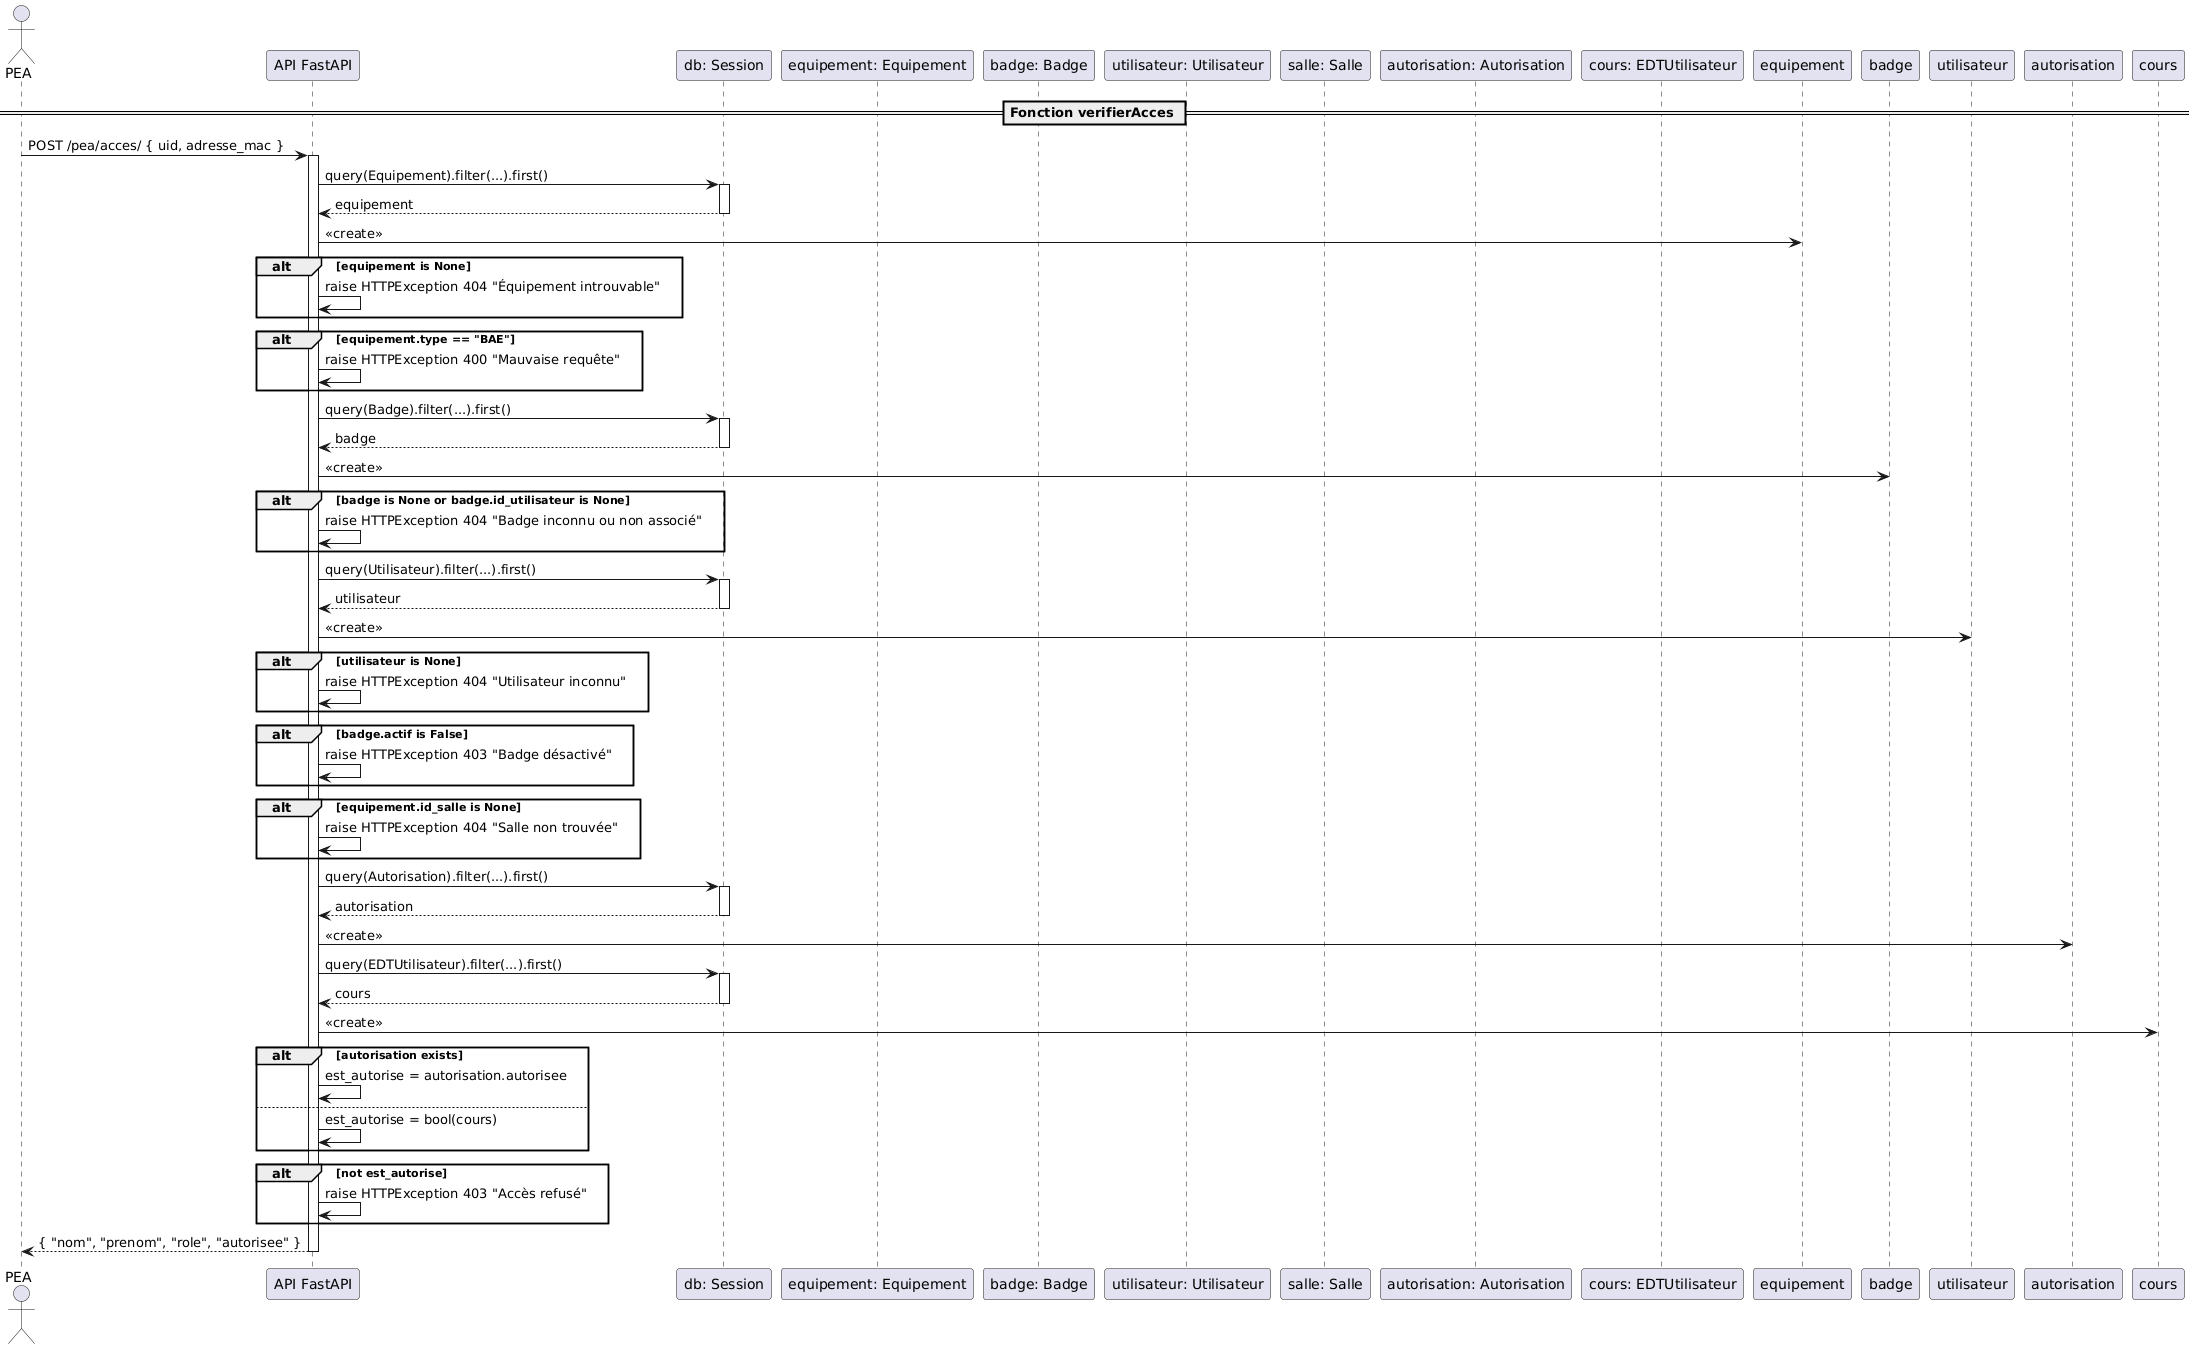 PEA
API FastAPI
db: Session
equipement: Equipement
badge: Badge
utilisateur: Utilisateur
salle: Salle
autorisation: Autorisation
cours: EDTUtilisateur
equipement
badge
utilisateur
autorisation
cours
Fonction verifierAcces
POST /pea/acces/ { uid, adresse_mac }
query(Equipement).filter(...).first()
equipement
«create»
alt [equipement is None]
raise HTTPException 404 "Équipement introuvable"
alt [equipement.type == "BAE"]
raise HTTPException 400 "Mauvaise requête"
query(Badge).filter(...).first()
badge
«create»
alt [badge is None or badge.id_utilisateur is None]
raise HTTPException 404 "Badge inconnu ou non associé"
query(Utilisateur).filter(...).first()
utilisateur
«create»
alt [utilisateur is None]
raise HTTPException 404 "Utilisateur inconnu"
alt [badge.actif is False]
raise HTTPException 403 "Badge désactivé"
alt [equipement.id_salle is None]
raise HTTPException 404 "Salle non trouvée"
query(Autorisation).filter(...).first()
autorisation
«create»
query(EDTUtilisateur).filter(...).first()
cours
«create»
alt [autorisation exists]
est_autorise = autorisation.autorisee
est_autorise = bool(cours)
alt [not est_autorise]
raise HTTPException 403 "Accès refusé"
{ "nom", "prenom", "role", "autorisee" }
PEA
API FastAPI
db: Session
equipement: Equipement
badge: Badge
utilisateur: Utilisateur
salle: Salle
autorisation: Autorisation
cours: EDTUtilisateur
equipement
badge
utilisateur
autorisation
cours